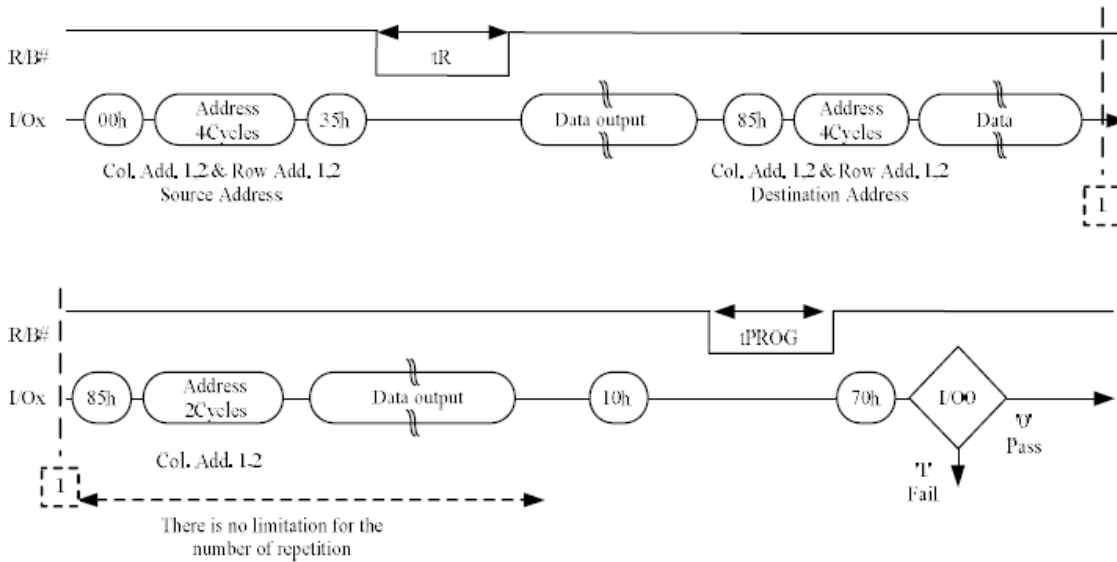 R/B#
tR
I/Ox
00h
Address
4Cycles
35h
Data output
85h
Address
4Cycles
Data
Col. Add. 1,2 & Row Add. 1,2
Source Address
Col. Add. 1,2 & Row Add. 1,2
Destination Address
1
R/B#
tPROG
I/Ox
85h
Address
2Cycles
Data output
10h
70h
I/O0
'0'
Pass
Col. Add. 1,2
1
'1'
Fail
There is no limitation for the
number of repetition